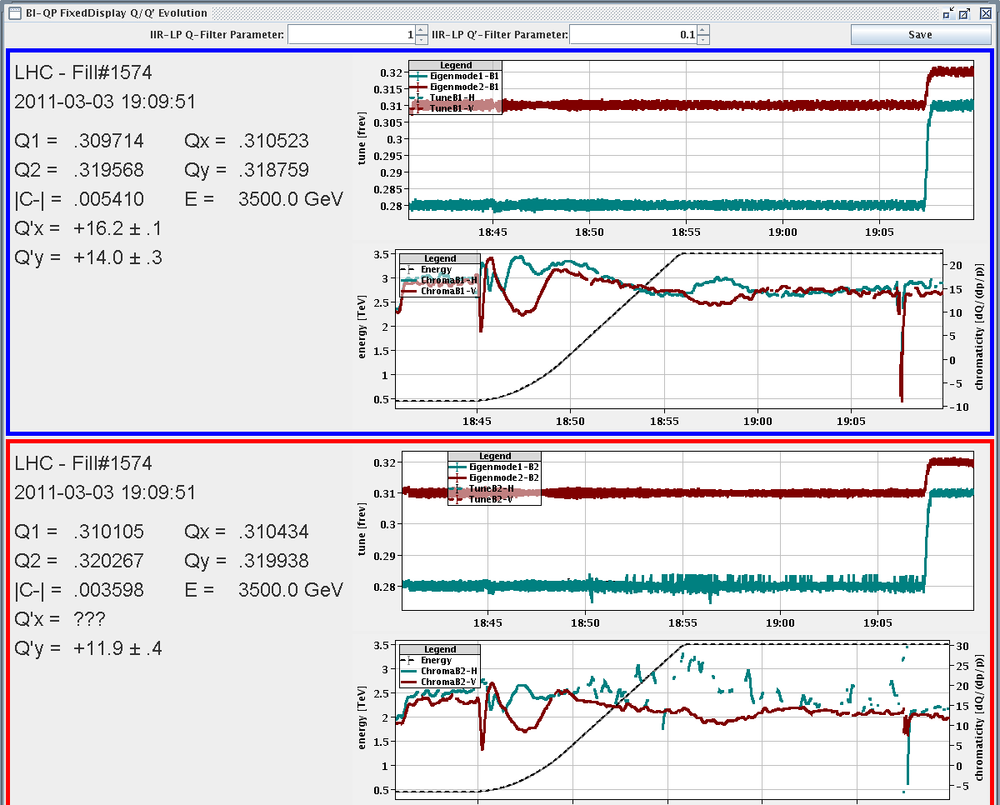 BI-QP FixedDisplay Q/Q' Evolution
IIR-LP Q-Filter Parameter: 1 IIR-LP Q'-Filter Parameter: 0.1 Save
LHC - Fill#1574
2011-03-03 19:09:51
Q1 = .309714 Qx = .310523
Q2 = .319568 Qy = .318759
|C-| = .005410 E = 3500.0 GeV
Q'x = +16.2 ± .1
Q'y = +14.0 ± .3
Legend
Eigenmode1-B1
Eigenmode2-B1
TuneB1-H
TuneB1-V
tune [frev]
0.32
0.315
0.31
0.305
0.3
0.295
0.29
0.285
0.28
18:45 18:50 18:55 19:00 19:05
Legend
Energy
ChromaB1-H
ChromaB1-V
energy [TeV]
3.5
3
2.5
2
1.5
1
0.5
20
15
10
5
0
-5
-10
chromaticity [dQ/(dp/p)]
18:45 18:50 18:55 19:00 19:05
LHC - Fill#1574
2011-03-03 19:09:51
Q1 = .310105 Qx = .310434
Q2 = .320267 Qy = .319938
|C-| = .003598 E = 3500.0 GeV
Q'x = ???
Q'y = +11.9 ± .4
Legend
Eigenmode1-B2
Eigenmode2-B2
TuneB2-H
TuneB2-V
tune [frev]
0.32
0.31
0.3
0.29
0.28
18:45 18:50 18:55 19:00 19:05
Legend
Energy
ChromaB2-H
ChromaB2-V
energy [TeV]
3.5
3
2.5
2
1.5
1
0.5
30
25
20
15
10
5
0
-5
chromaticity [dQ/(dp/p)]